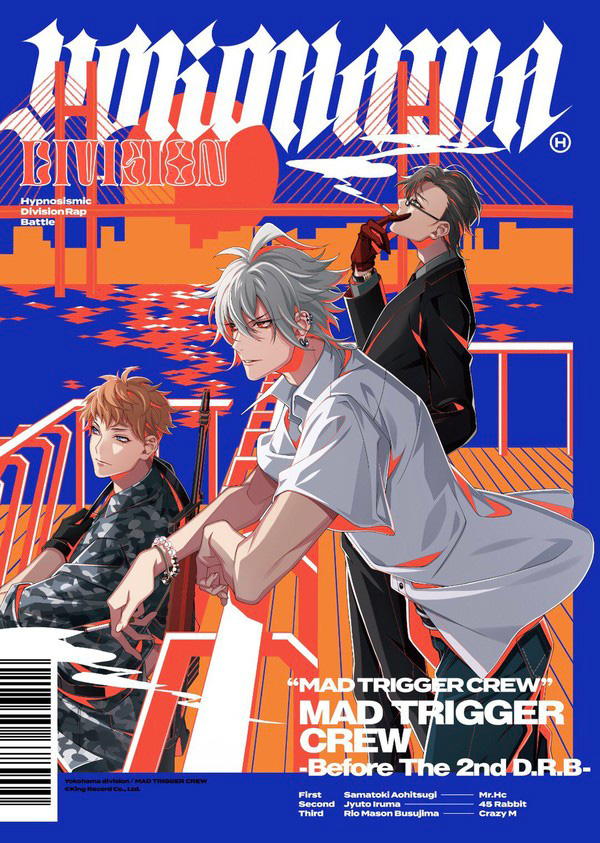 YOKOHAMA
DIVISION
H
Hypnosismic
Division Rap
Battle
"MAD TRIGGER CREW"
MAD TRIGGER
CREW
-Before The 2nd D.R.B-
Yokohama division / MAD TRIGGER CREW
©King Record Co., Ltd.
First Samatoki Aohitsugi Mr.Hc
Second Jyuto Iruma 45 Rabbit
Third Rio Mason Busujima Crazy M